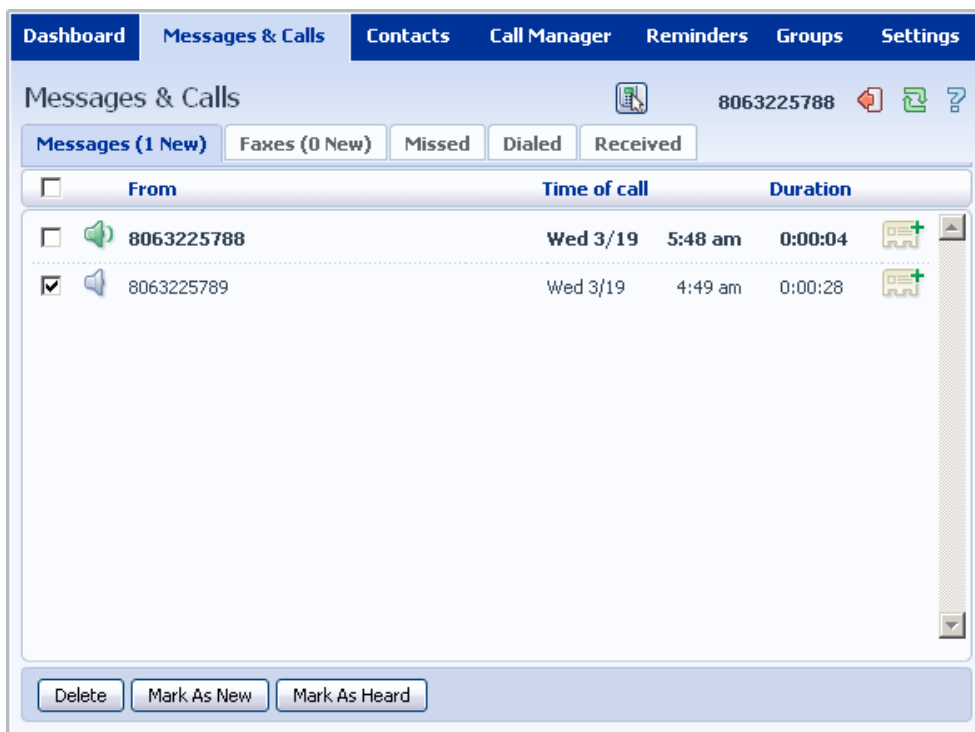 Dashboard Messages & Calls Contacts Call Manager Reminders Groups Settings
Messages & Calls 8063225788
Messages (1 New) Faxes (0 New) Missed Dialed Received
From Time of call Duration
8063225788 Wed 3/19 5:48 am 0:00:04
8063225789 Wed 3/19 4:49 am 0:00:28
Delete Mark As New Mark As Heard